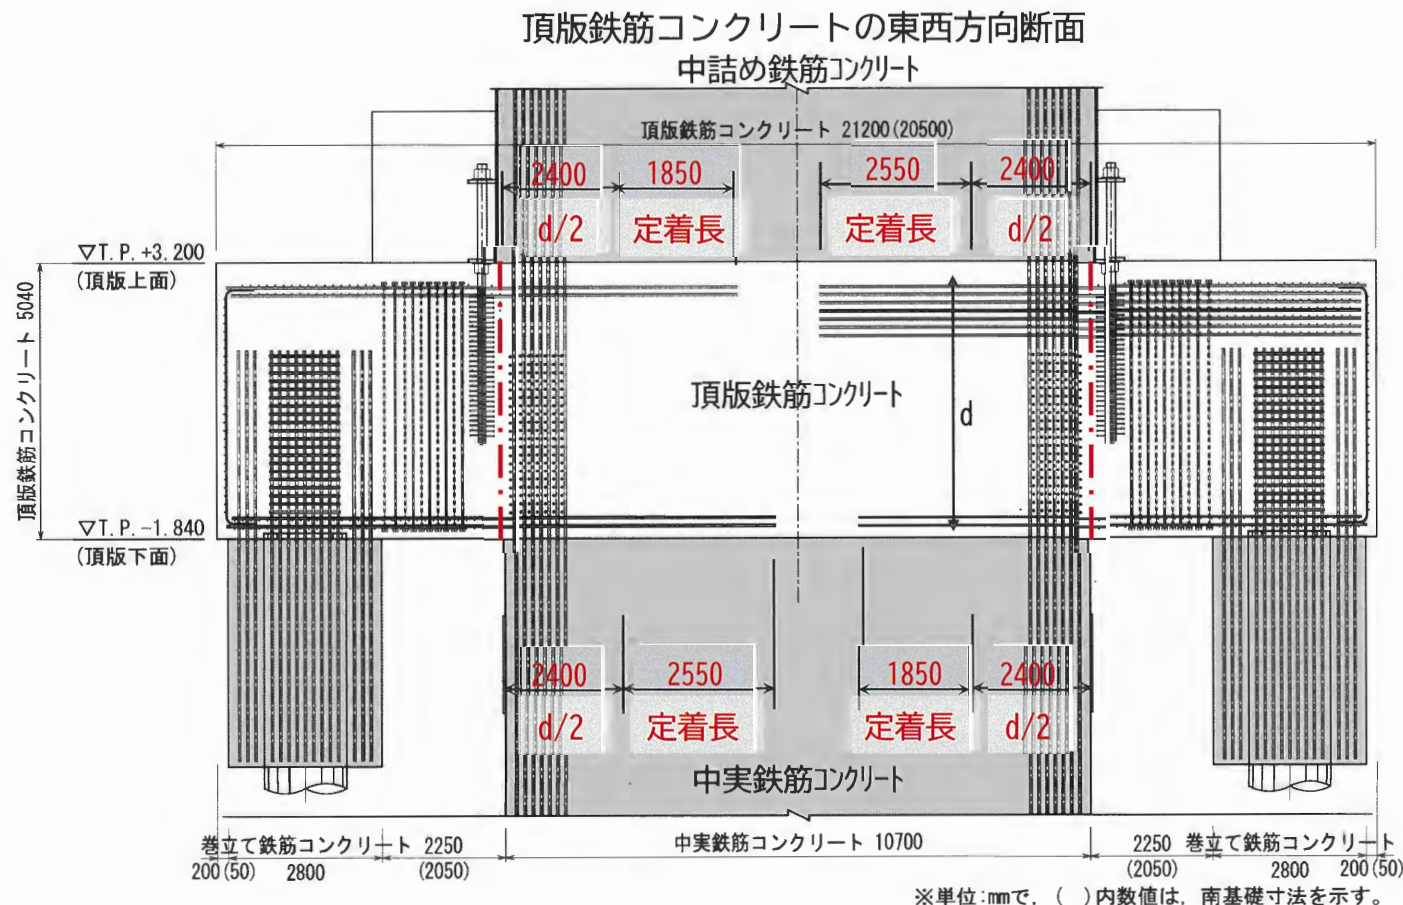 頂版鉄筋コンクリートの東西方向断面
中詰め鉄筋コンクリート
頂版鉄筋コンクリート 21200(20500)
2400 1850 2550 2400
d/2 定着長 定着長 d/2
▽T.P.+3.200
(頂版上面)
頂版鉄筋コンクリート 5040
頂版鉄筋コンクリート
d
▽T.P.-1.840
(頂版下面)
2400 2550 1850 2400
d/2 定着長 定着長 d/2
中実鉄筋コンクリート
巻立て鉄筋コンクリート 2250 中実鉄筋コンクリート 10700 2250 巻立て鉄筋コンクリート
200(50) 2800 (2050) (2050) 2800 200(50)
※単位:mmで, ( )内数値は, 南基礎寸法を示す。